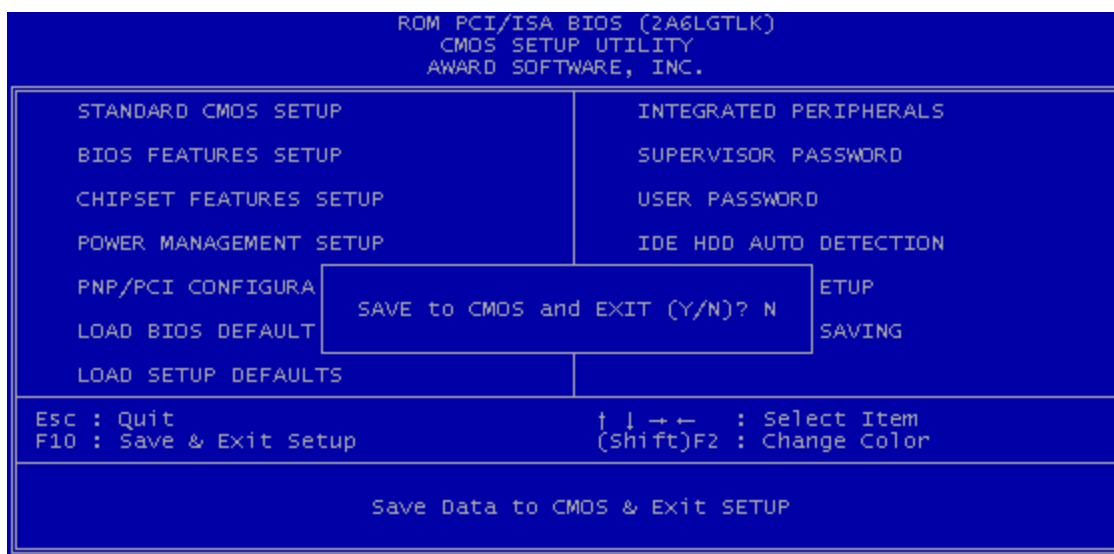 ROM PCI/ISA BIOS (2A6LGTLK)
CMOS SETUP UTILITY
AWARD SOFTWARE, INC.
STANDARD CMOS SETUP
BIOS FEATURES SETUP
CHIPSET FEATURES SETUP
POWER MANAGEMENT SETUP
PNP/PCI CONFIGURA
LOAD BIOS DEFAULT
LOAD SETUP DEFAULTS
INTEGRATED PERIPHERALS
SUPERVISOR PASSWORD
USER PASSWORD
IDE HDD AUTO DETECTION
ETUP
SAVING
SAVE to CMOS and EXIT (Y/N)? N
Esc : Quit
F10 : Save & Exit Setup
↑ ↓ → ← : Select Item
(Shift)F2 : Change Color
Save Data to CMOS & Exit SETUP